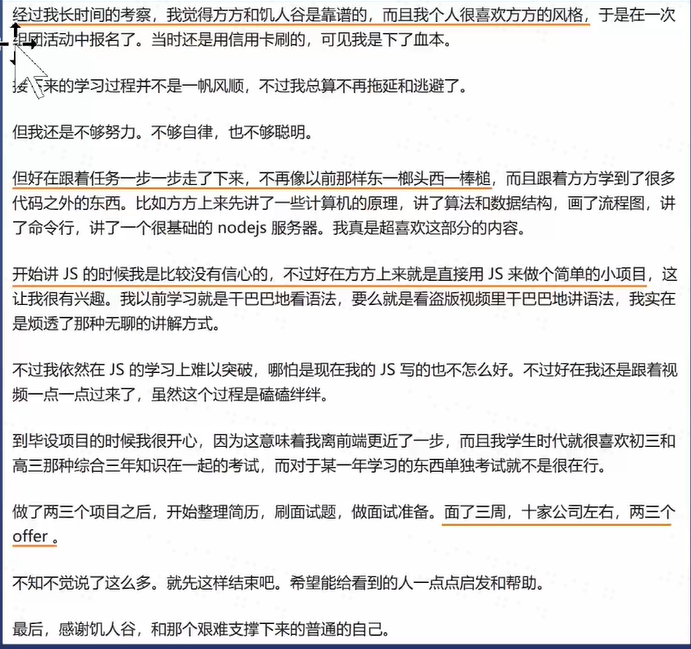 经过我长时间的考察，我觉得方方和饥人谷是靠谱的，而且我个人很喜欢方方的风格，于是在一次
组团活动中报名了。当时还是用信用卡刷的，可见我是下了血本。
接下来的学习过程并不是一帆风顺，不过我总算不再拖延和逃避了。
但我还是不够努力。不够自律，也不够聪明。
但好在跟着任务一步一步走了下来，不再像以前那样东一榔头西一棒槌，而且跟着方方学到了很多
代码之外的东西。比如方方上来先讲了一些计算机的原理，讲了算法和数据结构，画了流程图，讲
了命令行，讲了一个很基础的 nodejs 服务器。我真是超喜欢这部分的内容。
开始讲 JS 的时候我是比较没有信心的，不过好在方方上来就是直接用 JS 来做个简单的小项目，这
让我很有兴趣。我以前学习就是干巴巴地看语法，要么就是看盗版视频里干巴巴地讲语法，我实在
是烦透了那种无聊的讲解方式。
不过我依然在 JS 的学习上难以突破，哪怕是现在我的 JS 写的也不怎么好。不过好在我还是跟着视
频一点一点过来了，虽然这个过程是磕磕绊绊。
到毕设项目的时候我很开心，因为这意味着我离前端更近了一步，而且我学生时代就很喜欢初三和
高三那种综合三年知识在一起的考试，而对于某一年学习的东西单独考试就不是很在行。
做了两三个项目之后，开始整理简历，刷面试题，做面试准备。面了三周，十家公司左右，两三个
offer 。
不知不觉说了这么多。就先这样结束吧。希望能给看到的人一点点启发和帮助。
最后，感谢饥人谷，和那个艰难支撑下来的普通的自己。